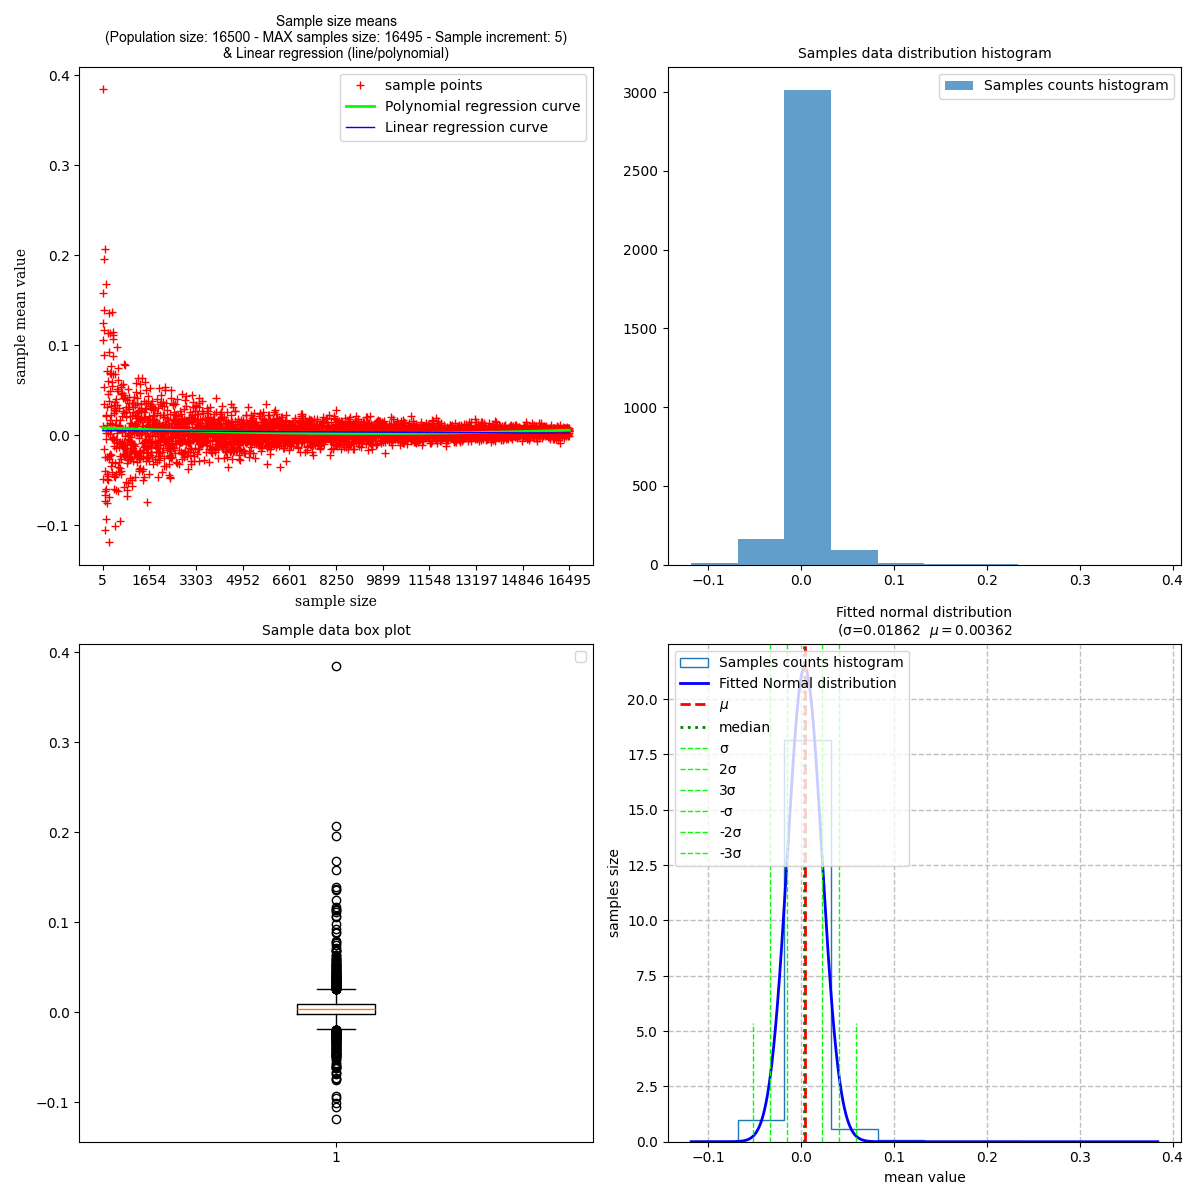 Sample size means
(Population size: 16500 - MAX samples size: 16495 - Sample increment: 5)
& Linear regression (line/polynomial)
sample points
Polynomial regression curve
Linear regression curve
0.4
0.3
0.2
0.1
0.0
−0.1
sample mean value
5 1654 3303 4952 6601 8250 9899 11548 13197 14846 16495
sample size
Samples data distribution histogram
Samples counts histogram
3000
2500
2000
1500
1000
500
0
−0.1 0.0 0.1 0.2 0.3 0.4
Sample data box plot
0.4
0.3
0.2
0.1
0.0
−0.1
1
Fitted normal distribution
(σ=0.01862 μ = 0.00362
Samples counts histogram
Fitted Normal distribution
μ
median
σ
2σ
3σ
-σ
-2σ
-3σ
20.0
17.5
15.0
12.5
10.0
7.5
5.0
2.5
0.0
samples size
−0.1 0.0 0.1 0.2 0.3 0.4
mean value